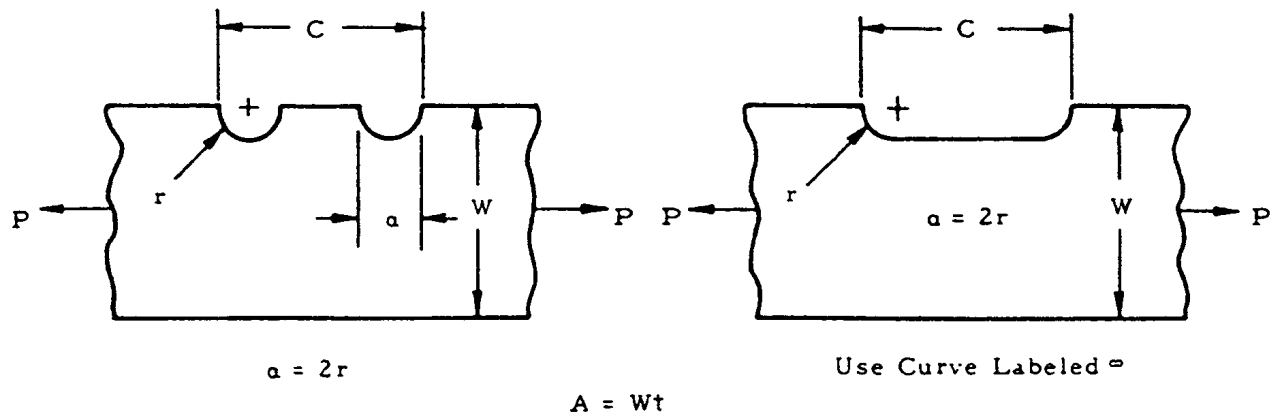 C
C
r
P
a
W
P
P
r
a = 2r
W
P
a = 2r
Use Curve Labeled ∞
A = Wt